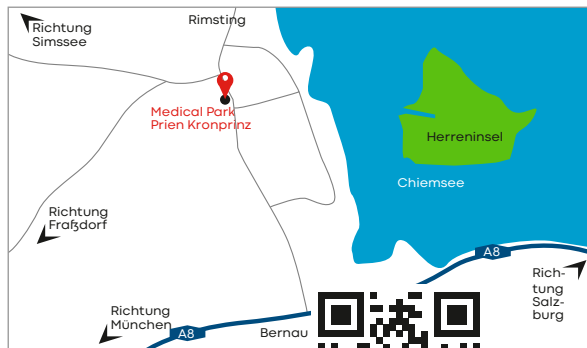 Richtung
Simssee
Rimsting
Medical Park
Prien Kronprinz
Herreninsel
Chiemsee
Richtung
Fraßdorf
A8
Rich-
tung
Salz-
burg
Richtung
München
A8
Bernau